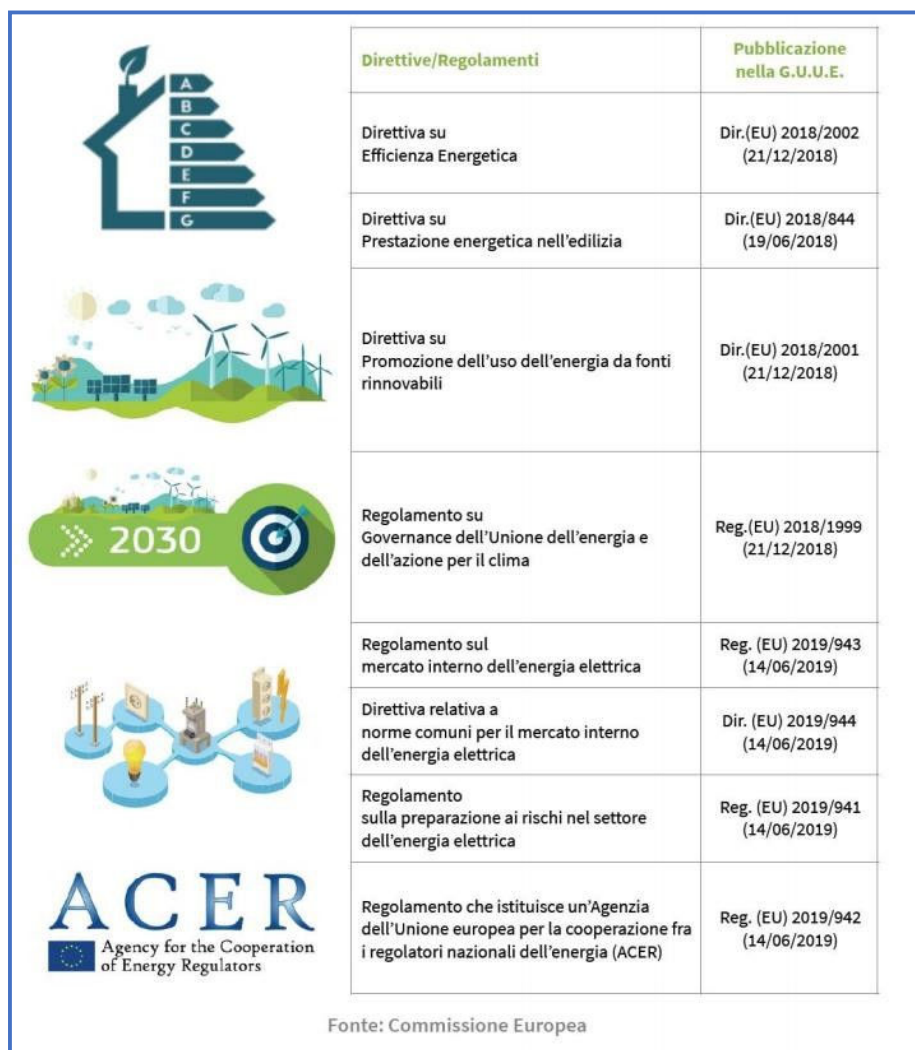 Direttive/Regolamenti
Pubblicazione
nella G.U.U.E.
A
B
C
D
E
F
G
Direttiva su
Efficienza Energetica
Dir.(EU) 2018/2002
(21/12/2018)
Direttiva su
Prestazione energetica nell'edilizia
Dir.(EU) 2018/844
(19/06/2018)
Direttiva su
Promozione dell'uso dell'energia da fonti
rinnovabili
Dir.(EU) 2018/2001
(21/12/2018)
2030
Regolamento su
Governance dell'Unione dell'energia e
dell'azione per il clima
Reg.(EU) 2018/1999
(21/12/2018)
Regolamento sul
mercato interno dell'energia elettrica
Reg. (EU) 2019/943
(14/06/2019)
Direttiva relativa a
norme comuni per il mercato interno
dell'energia elettrica
Dir. (EU) 2019/944
(14/06/2019)
Regolamento
sulla preparazione ai rischi nel settore
dell'energia elettrica
Reg. (EU) 2019/941
(14/06/2019)
ACER
Agency for the Cooperation
of Energy Regulators
Regolamento che istituisce un'Agenzia
dell'Unione europea per la cooperazione fra
i regolatori nazionali dell'energia (ACER)
Reg. (EU) 2019/942
(14/06/2019)
Fonte: Commissione Europea